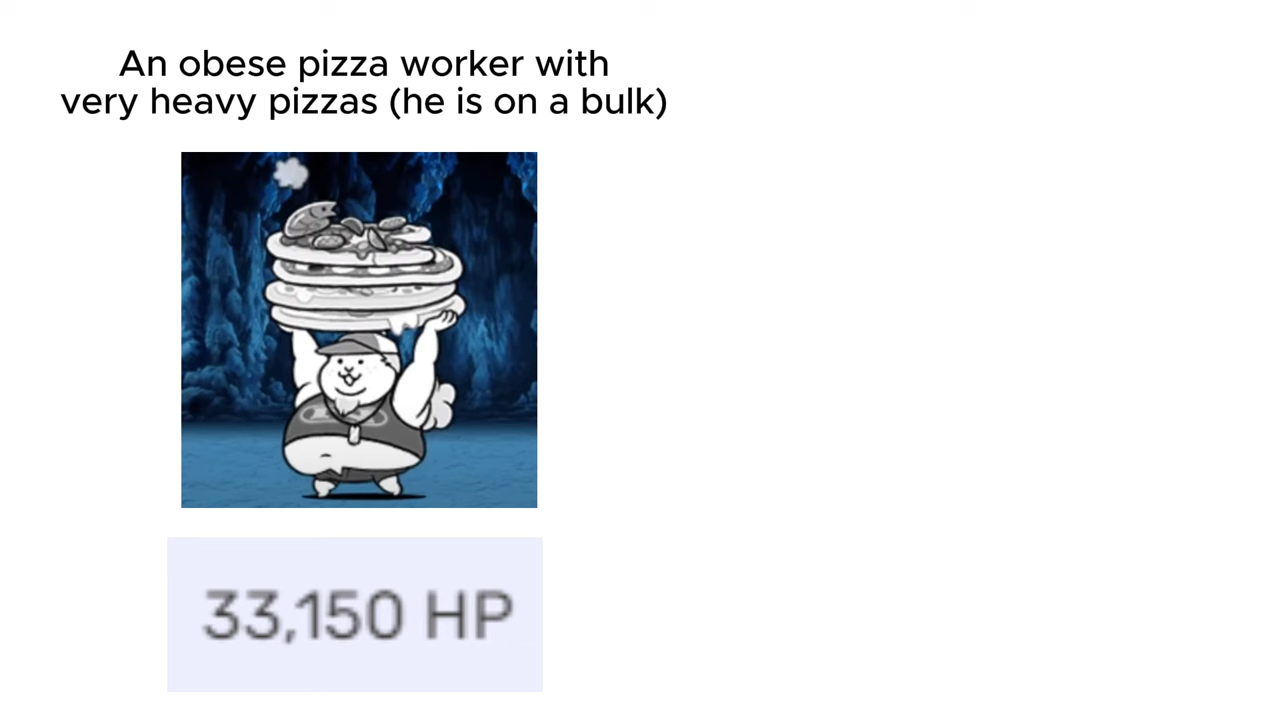 An obese pizza worker with
very heavy pizzas (he is on a bulk)
33,150 HP